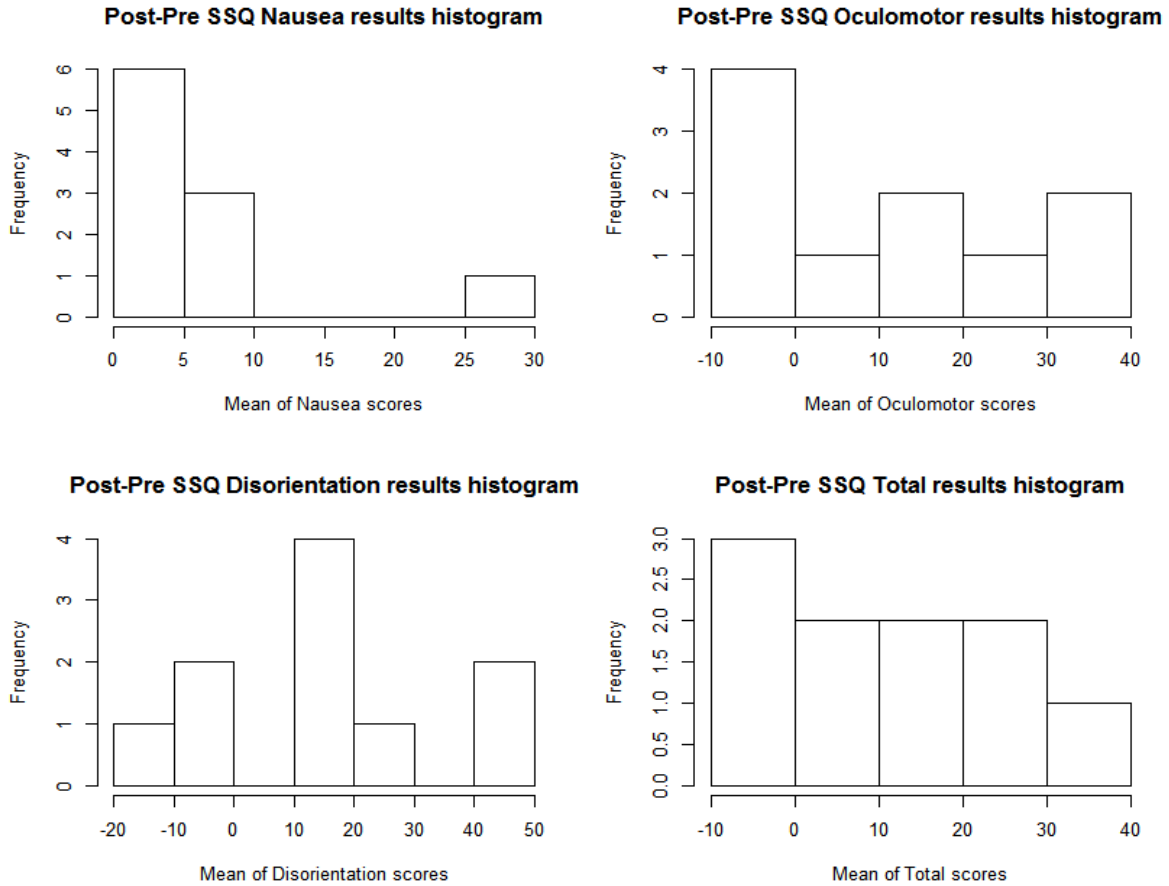 Post-Pre SSQ Nausea results histogram
Frequency
6
5
4
3
2
1
0
0 5 10 15 20 25 30
Mean of Nausea scores
Post-Pre SSQ Oculomotor results histogram
Frequency
4
3
2
1
0
-10 0 10 20 30 40
Mean of Oculomotor scores
Post-Pre SSQ Disorientation results histogram
Frequency
4
3
2
1
0
-20 -10 0 10 20 30 40 50
Mean of Disorientation scores
Post-Pre SSQ Total results histogram
Frequency
3.0
2.5
2.0
1.5
1.0
0.5
0.0
-10 0 10 20 30 40
Mean of Total scores